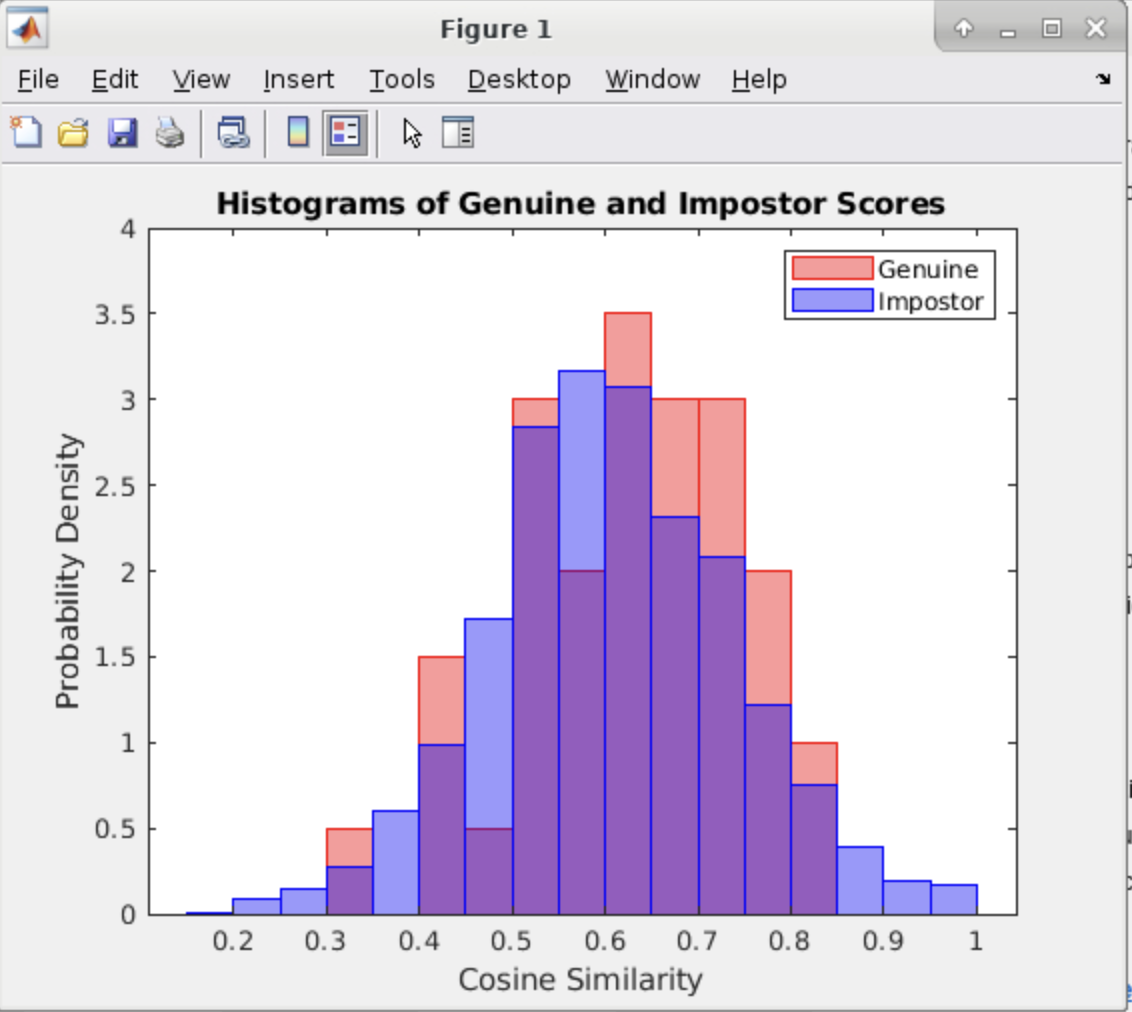 Figure 1
File Edit View Insert Tools Desktop Window Help
Histograms of Genuine and Impostor Scores
Genuine
Impostor
4
3.5
3
2.5
2
1.5
1
0.5
0
Probability Density
0.2 0.3 0.4 0.5 0.6 0.7 0.8 0.9 1
Cosine Similarity